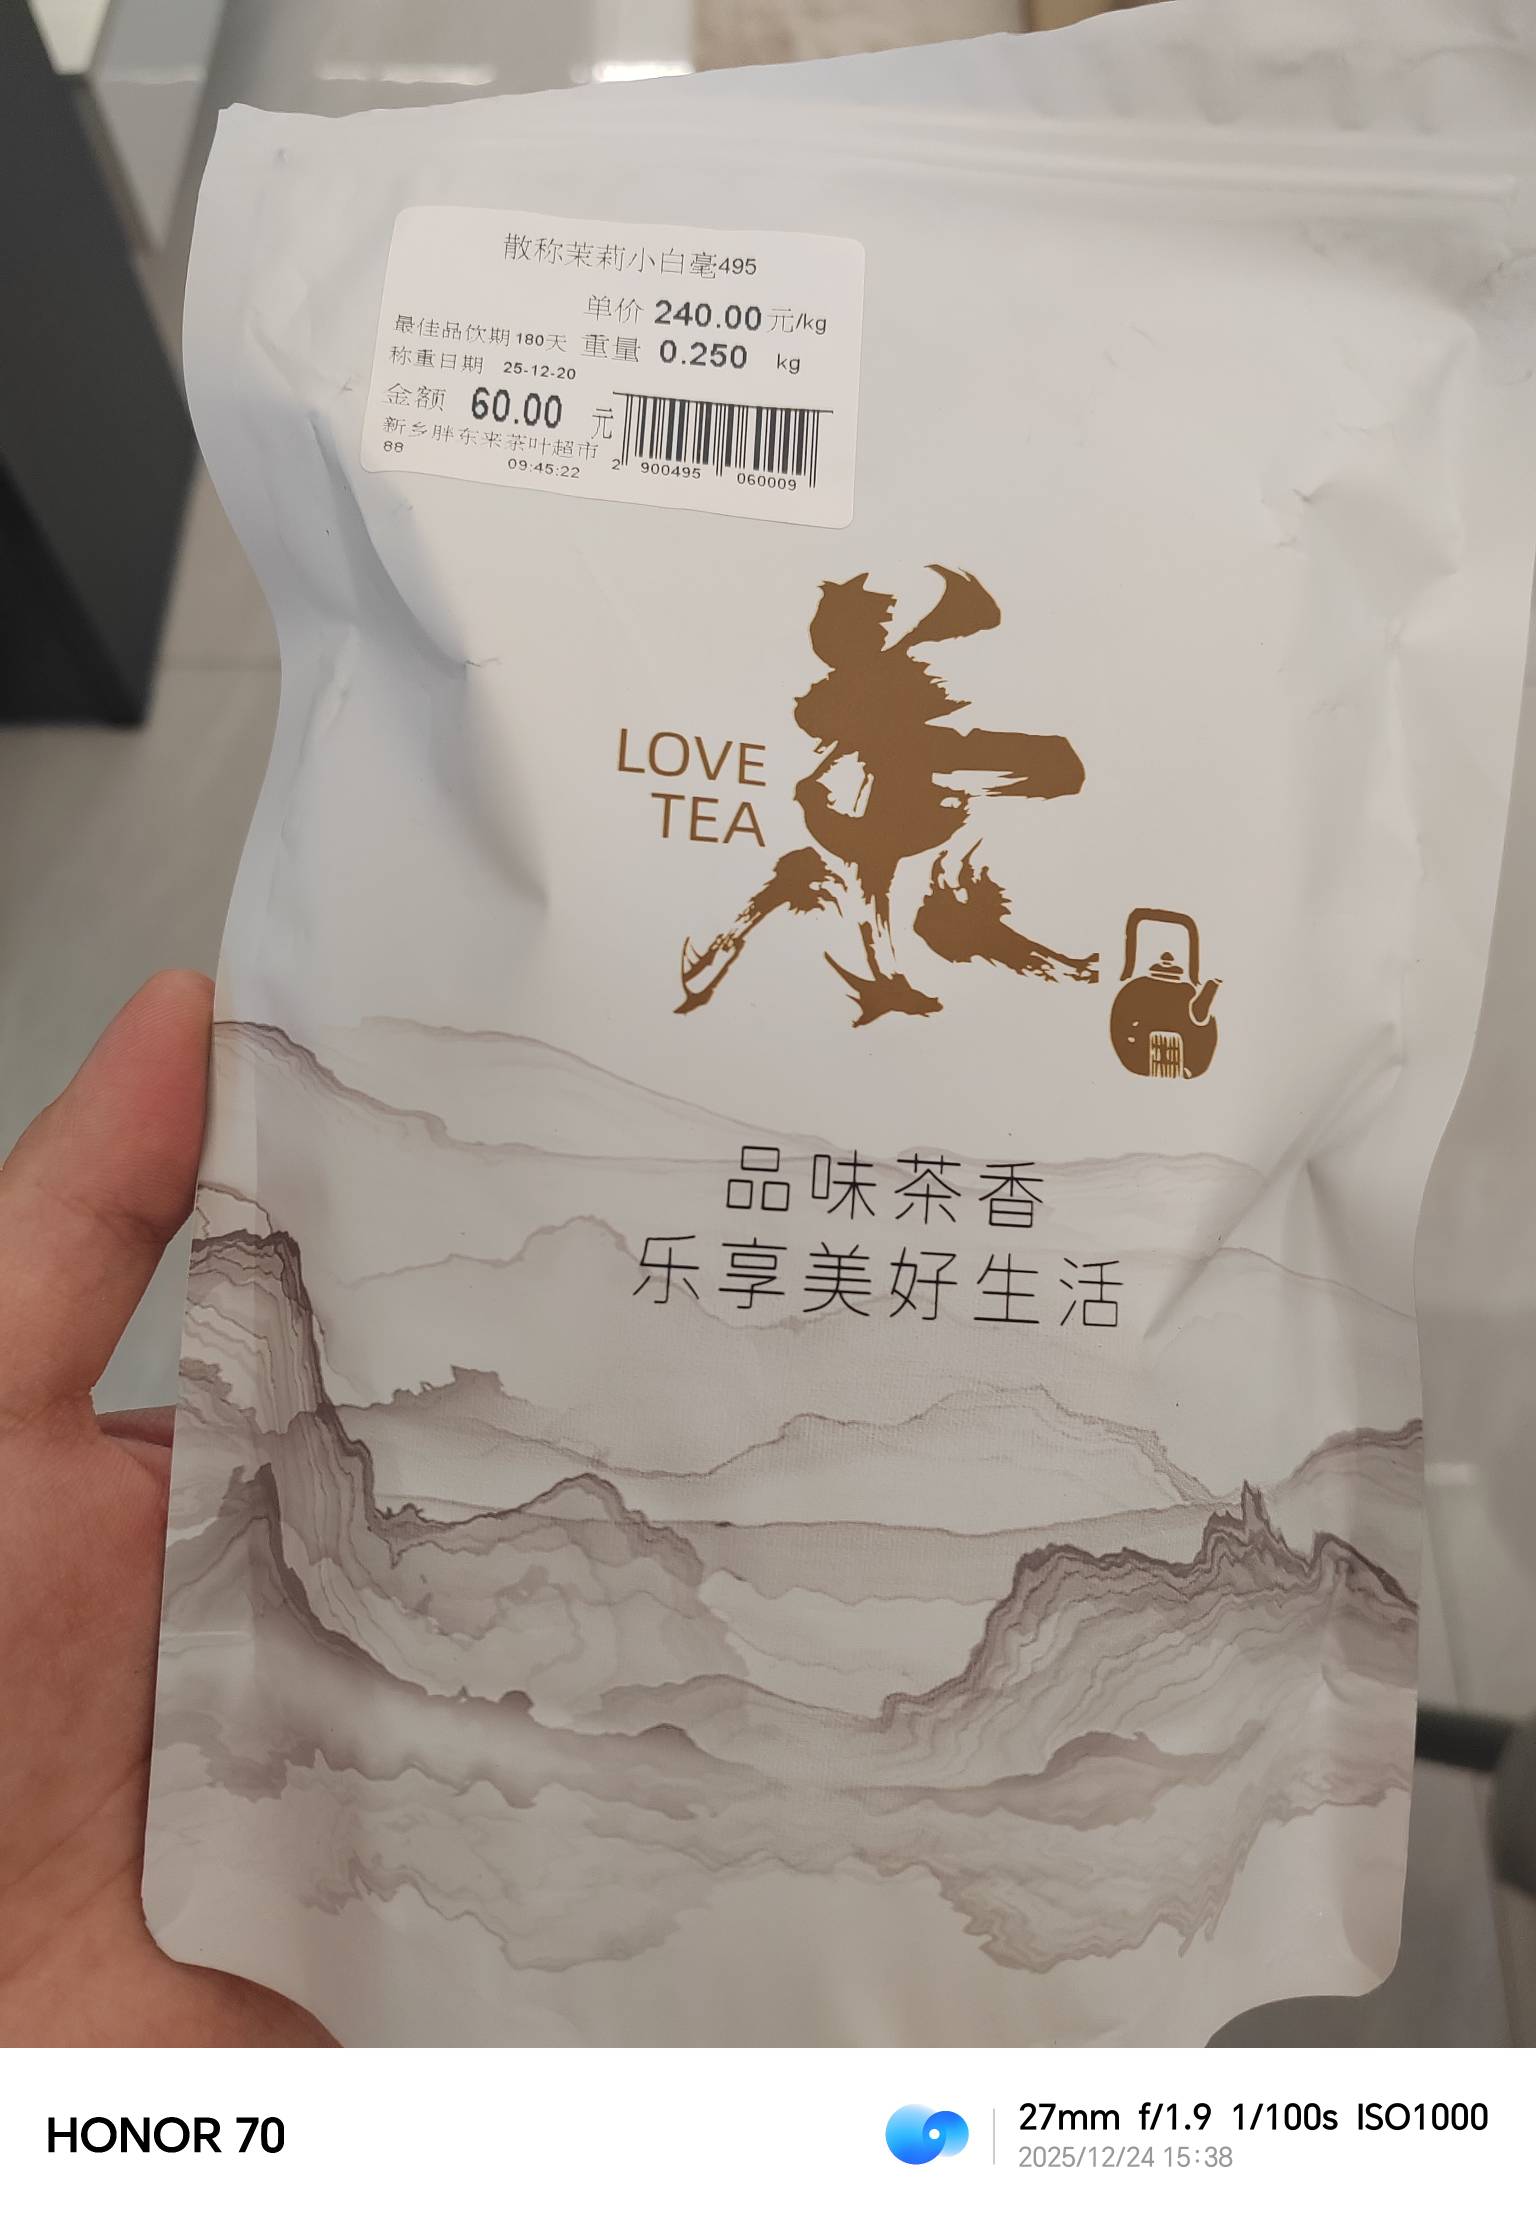 散称茉莉小白毫495
单价 240.00 元/kg
最佳品饮期180天 重量 0.250 kg
称重日期 25-12-20
金额 60.00 元
新乡胖东来茶叶超市
88 09:45:22
2 900495 060009
LOVE
TEA
茶
品味茶香
乐享美好生活
HONOR 70
27mm f/1.9 1/100s ISO1000
2025/12/24 15:38